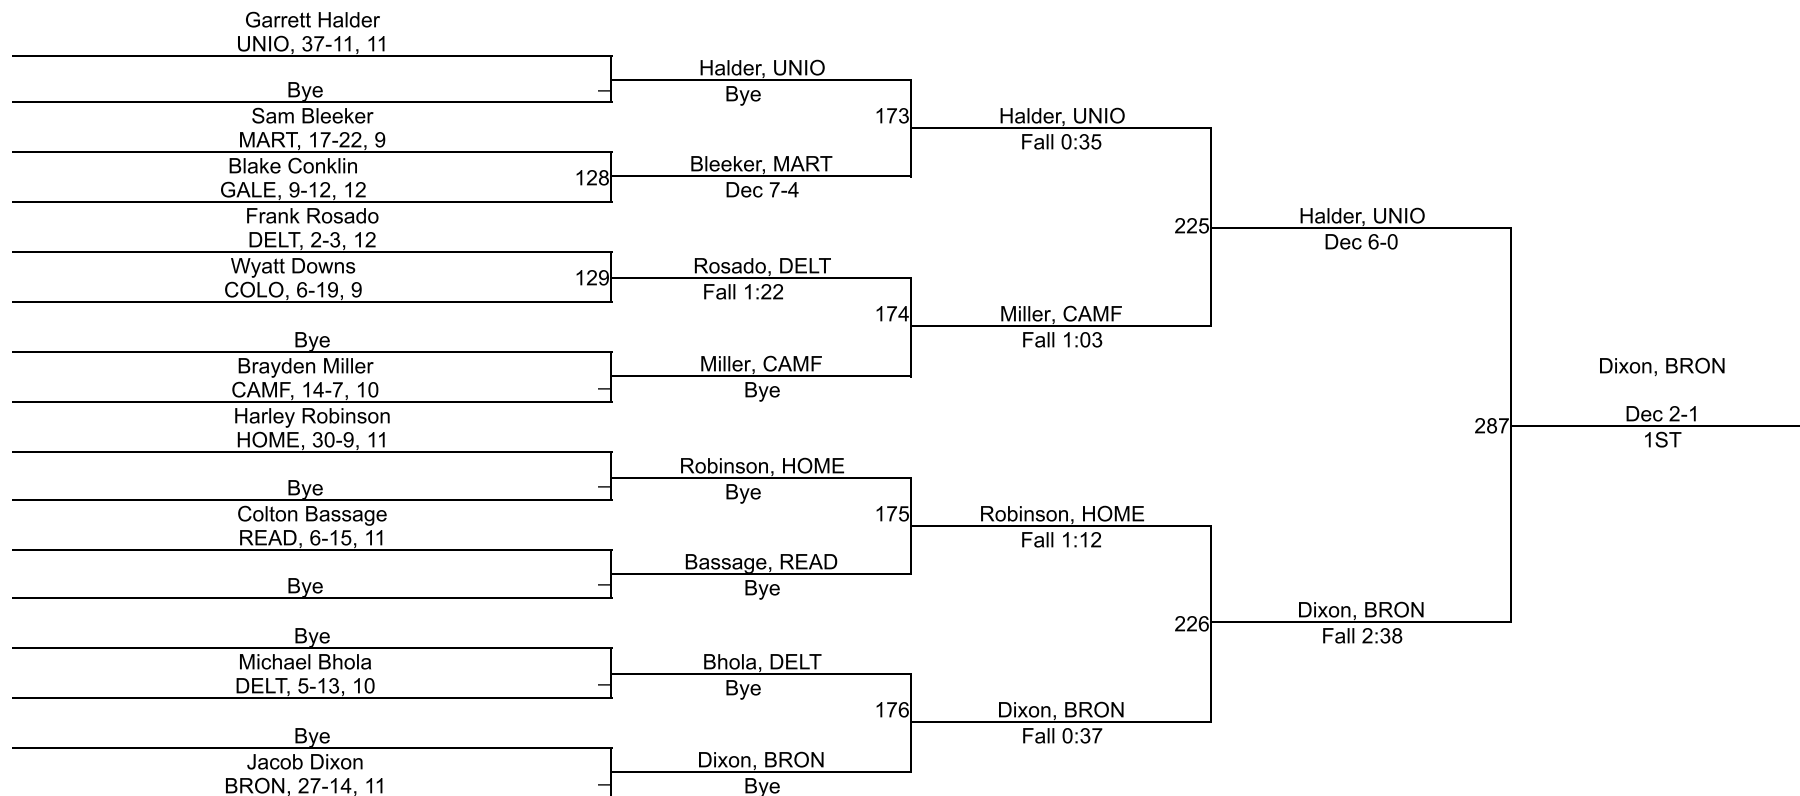 Garrett Halder
UNIO, 37-11, 11
Bye
Sam Bleeker
MART, 17-22, 9
Blake Conklin
GALE, 9-12, 12
128
Frank Rosado
DELT, 2-3, 12
Wyatt Downs
COLO, 6-19, 9
129
Bye
Brayden Miller
CAMF, 14-7, 10
Harley Robinson
HOME, 30-9, 11
Bye
Colton Bassage
READ, 6-15, 11
Bye
Bye
Michael Bhola
DELT, 5-13, 10
Bye
Jacob Dixon
BRON, 27-14, 11
Halder, UNIO
Bye
173
Bleeker, MART
Dec 7-4
Rosado, DELT
Fall 1:22
174
Miller, CAMF
Bye
Robinson, HOME
Bye
175
Bassage, READ
Bye
Bhola, DELT
Bye
176
Dixon, BRON
Bye
Halder, UNIO
Fall 0:35
225
Miller, CAMF
Fall 1:03
Robinson, HOME
Fall 1:12
226
Dixon, BRON
Fall 0:37
Halder, UNIO
Dec 6-0
287
Dixon, BRON
Fall 2:38
Dixon, BRON
Dec 2-1
1ST